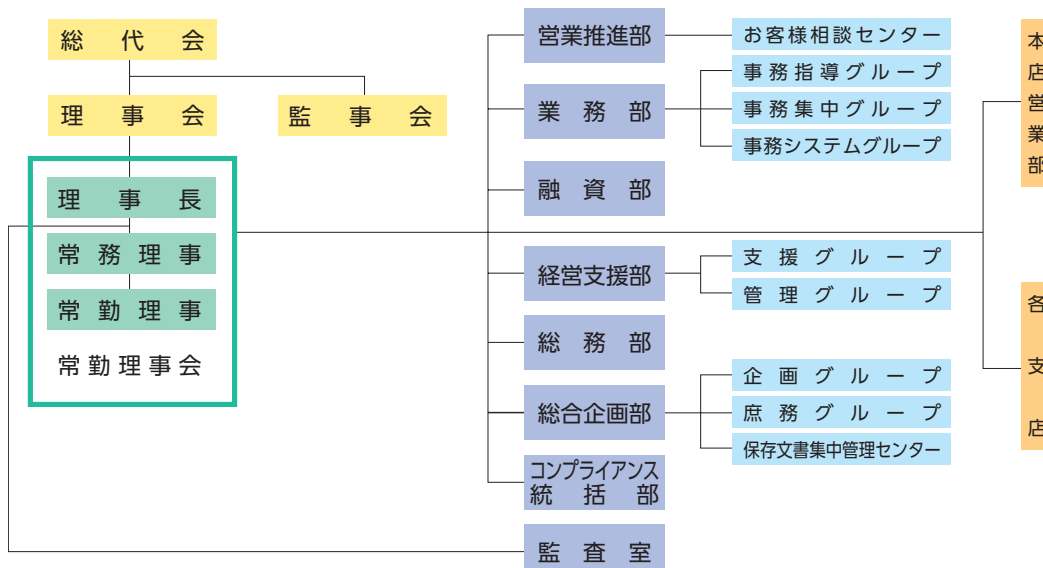 総代会
理事会
監事会
理事長
常務理事
常勤理事
常勤理事会
営業推進部
お客様相談センター
業務部
事務指導グループ
事務集中グループ
事務システムグループ
融資部
経営支援部
支援グループ
管理グループ
総務部
総合企画部
企画グループ
庶務グループ
保存文書集中管理センター
コンプライアンス
統括部
監査室
本店営業部
各支店